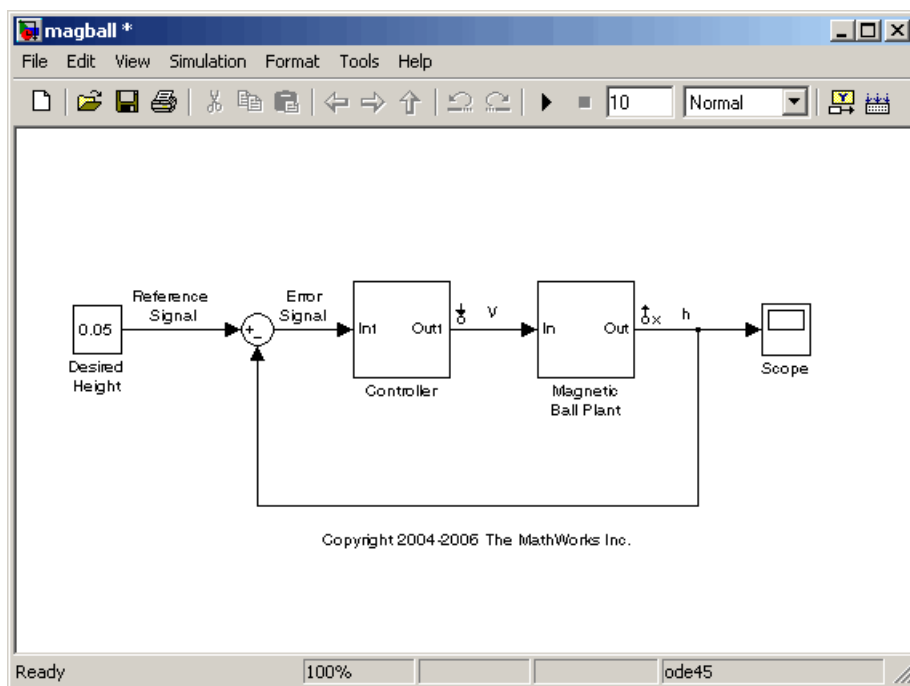 magball *
File Edit View Simulation Format Tools Help
10 Normal
Reference
Signal
Error
Signal
0.05
Desired
Height
+
−
In1 Out1
Controller
V
In Out
Magnetic
Ball Plant
x
h
Scope
Copyright 2004-2006 The MathWorks Inc.
Ready 100% ode45